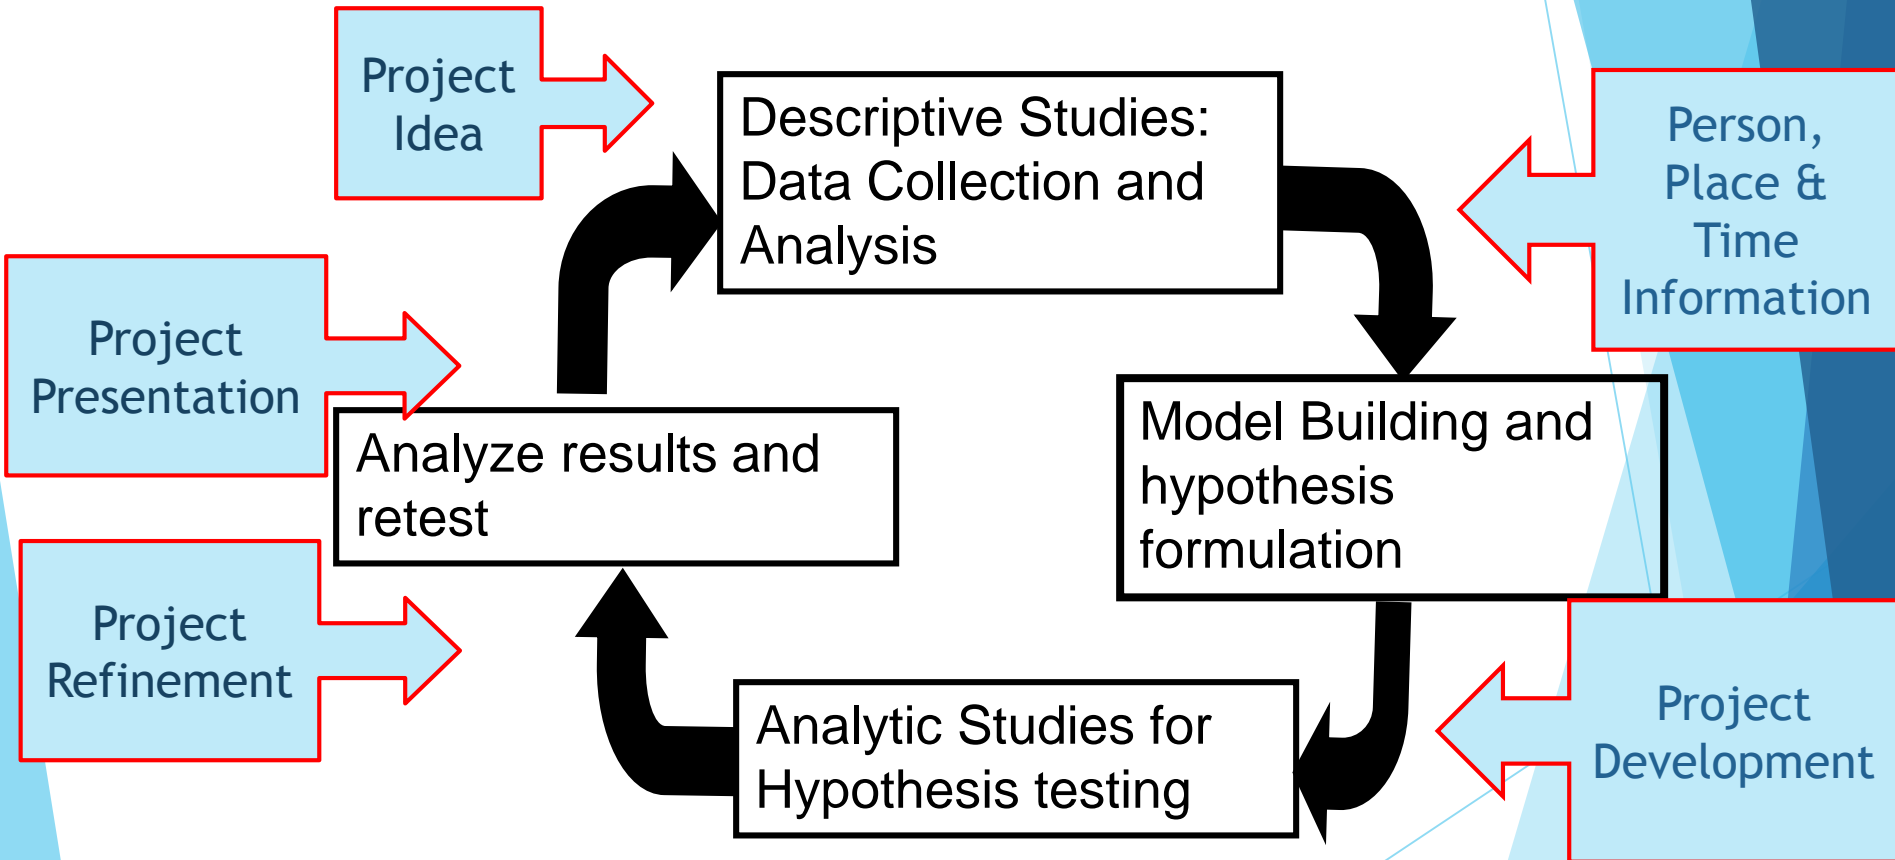 Project
Idea
Descriptive Studies:
Data Collection and
Analysis
Person,
Place &
Time
Information
Project
Presentation
Analyze results and
retest
Model Building and
hypothesis
formulation
Project
Refinement
Analytic Studies for
Hypothesis testing
Project
Development